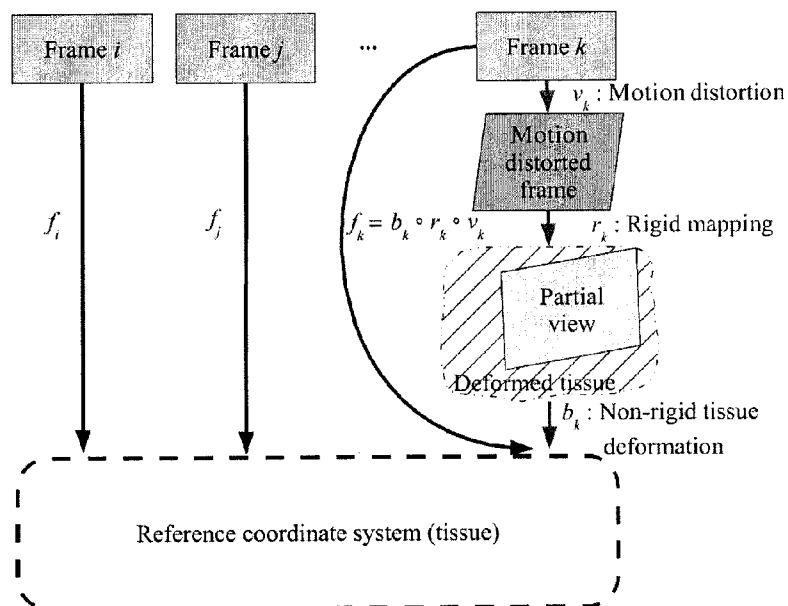 Frame i
Frame j
...
Frame k
v_k : Motion distortion
Motion
distorted
frame
f_i
f_j
f_k = b_k ∘ r_k ∘ v_k
r_k : Rigid mapping
Partial
view
Deformed tissue
b_k : Non-rigid tissue
deformation
Reference coordinate system (tissue)